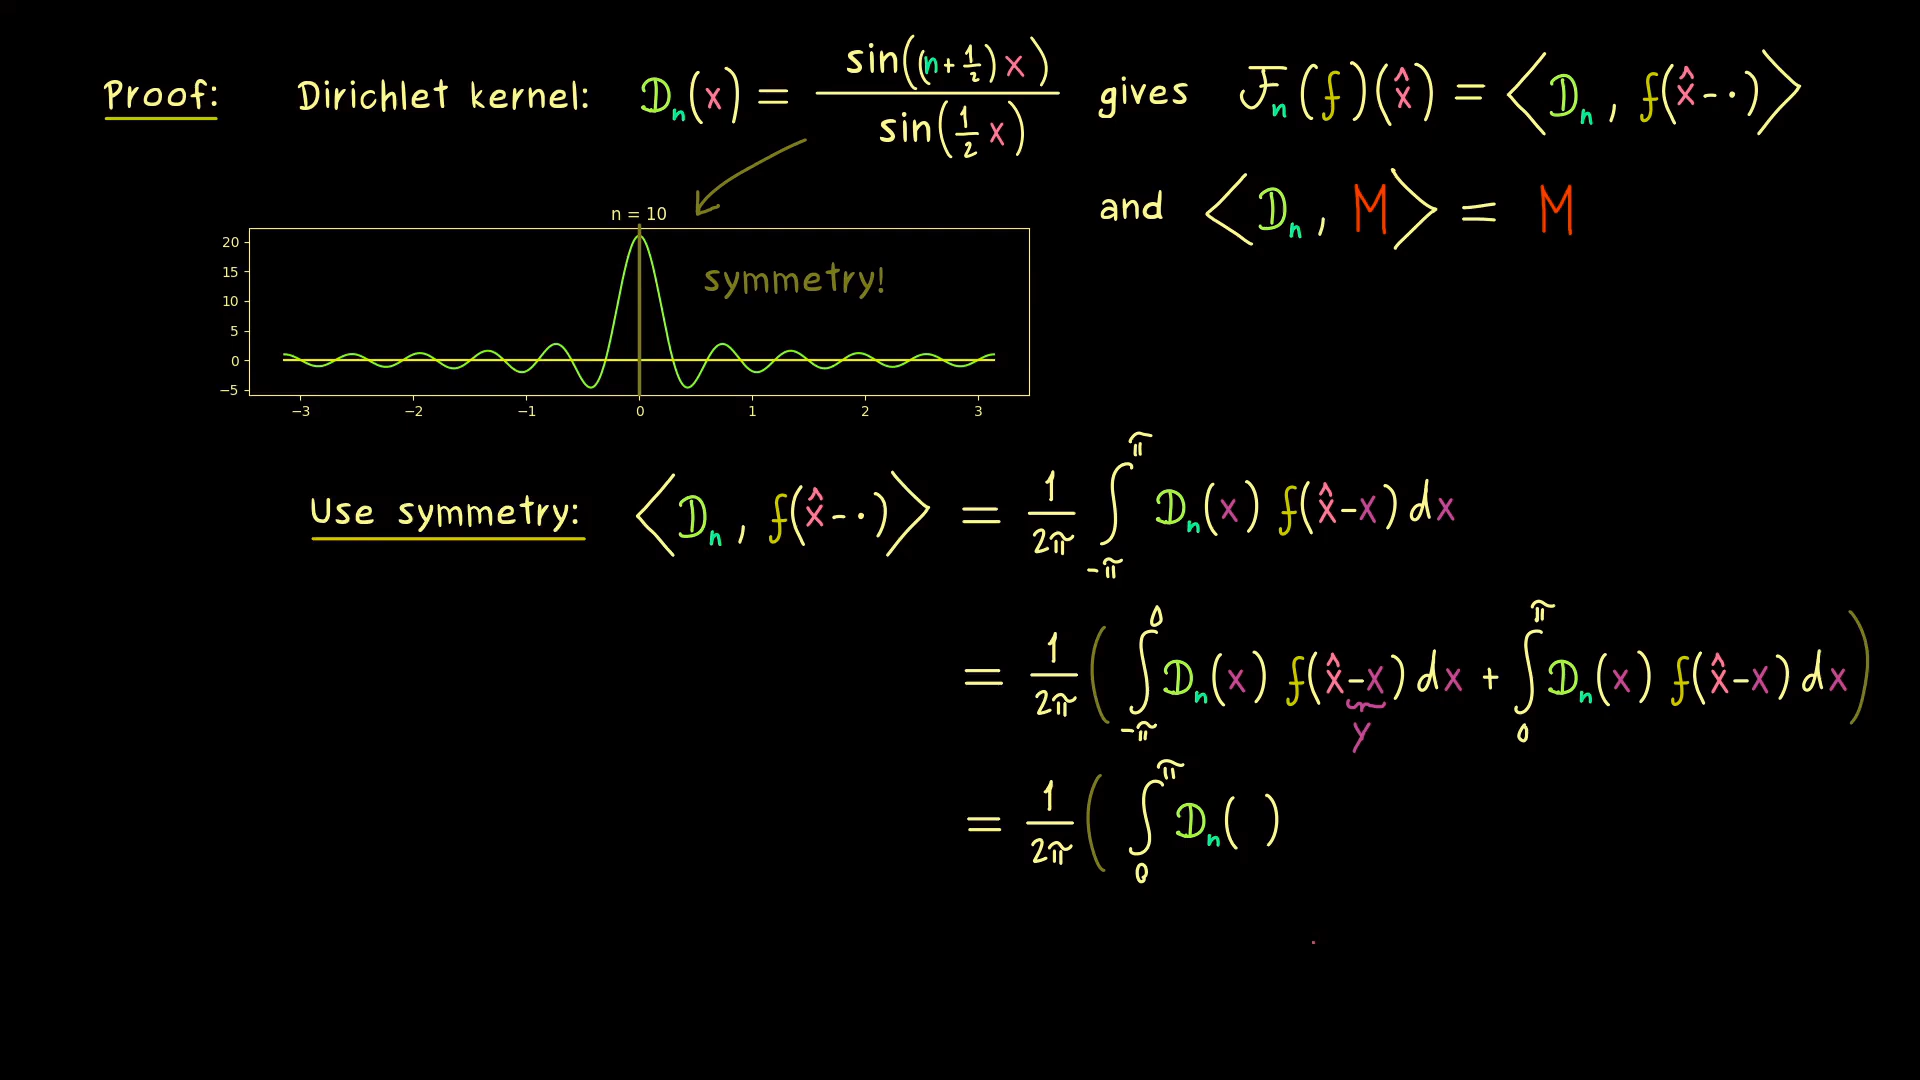 Proof: Dirichlet kernel: Dₙ(x) = sin((n+½)x) / sin(½x) gives ℱₙ(f)(x̂) = ⟨Dₙ, f(x̂-·)⟩
and ⟨Dₙ, M⟩ = M
n = 10
symmetry!
20
15
10
5
0
−5
−3 −2 −1 0 1 2 3
Use symmetry: ⟨Dₙ, f(x̂-·)⟩ = 1/2π ∫_{-π}^{π} Dₙ(x) f(x̂-x) dx
= 1/2π ( ∫_{-π}^{0} Dₙ(x) f(x̂-x) dx + ∫_{0}^{π} Dₙ(x) f(x̂-x) dx )
y
= 1/2π ( ∫_{0}^{π} Dₙ( )